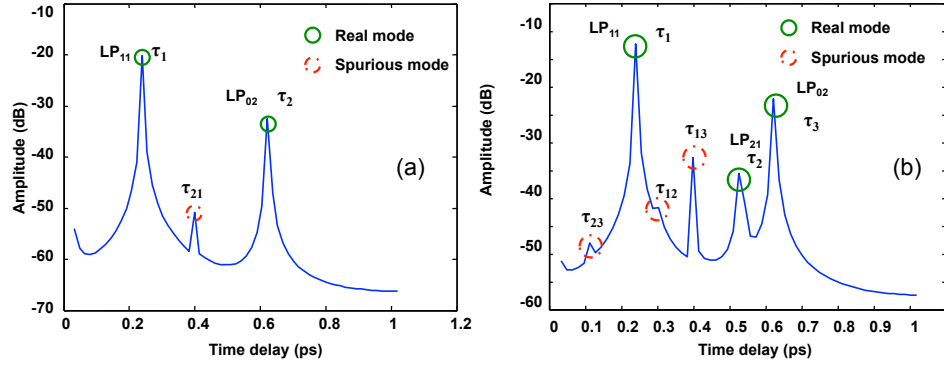 -10
-20
-30
-40
-50
-60
-70
0
0.2
0.4
0.6
0.8
1
1.2
Amplitude (dB)
Time delay (ps)
LP11 τ1
LP02 τ2
τ21
Real mode
Spurious mode
(a)
-10
-20
-30
-40
-50
-60
0
0.1
0.2
0.3
0.4
0.5
0.6
0.7
0.8
0.9
1
Amplitude (dB)
Time delay (ps)
LP11 τ1
τ23
τ12
τ13
LP21
τ2
LP02
τ3
Real mode
Spurious mode
(b)